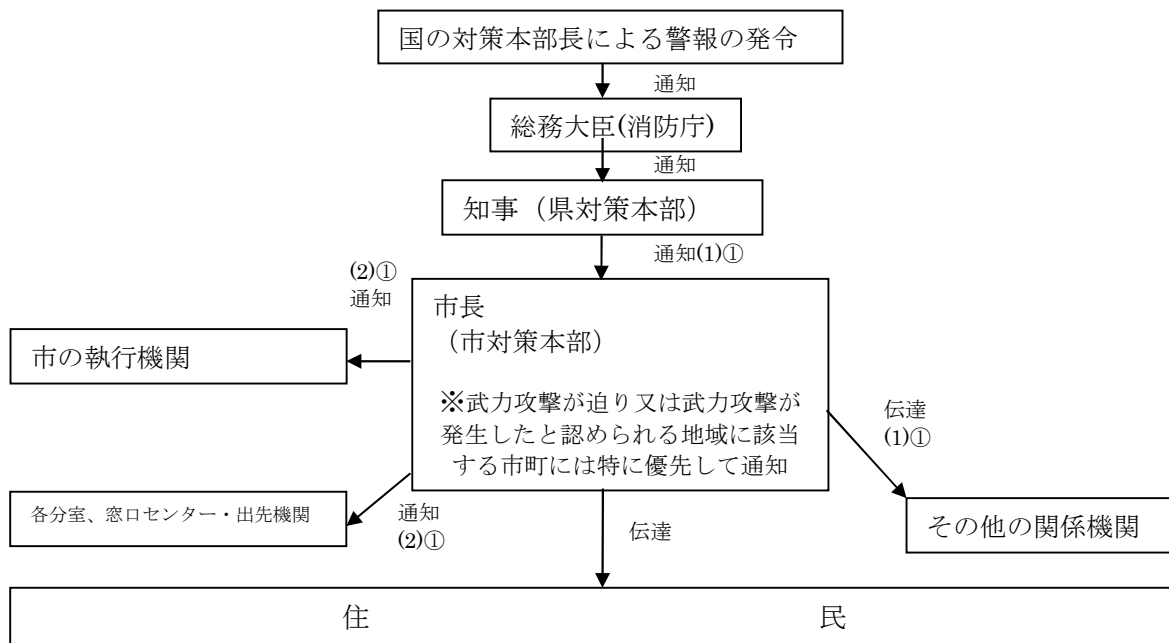 国の対策本部長による警報の発令
通知
総務大臣(消防庁)
通知
知事（県対策本部）
通知(1)①
(2)①
通知
市長
（市対策本部）
市の執行機関
※武力攻撃が迫り又は武力攻撃が
発生したと認められる地域に該当
する市町には特に優先して通知
伝達
(1)①
各分室、窓口センター・出先機関
通知
(2)①
伝達
その他の関係機関
住　民